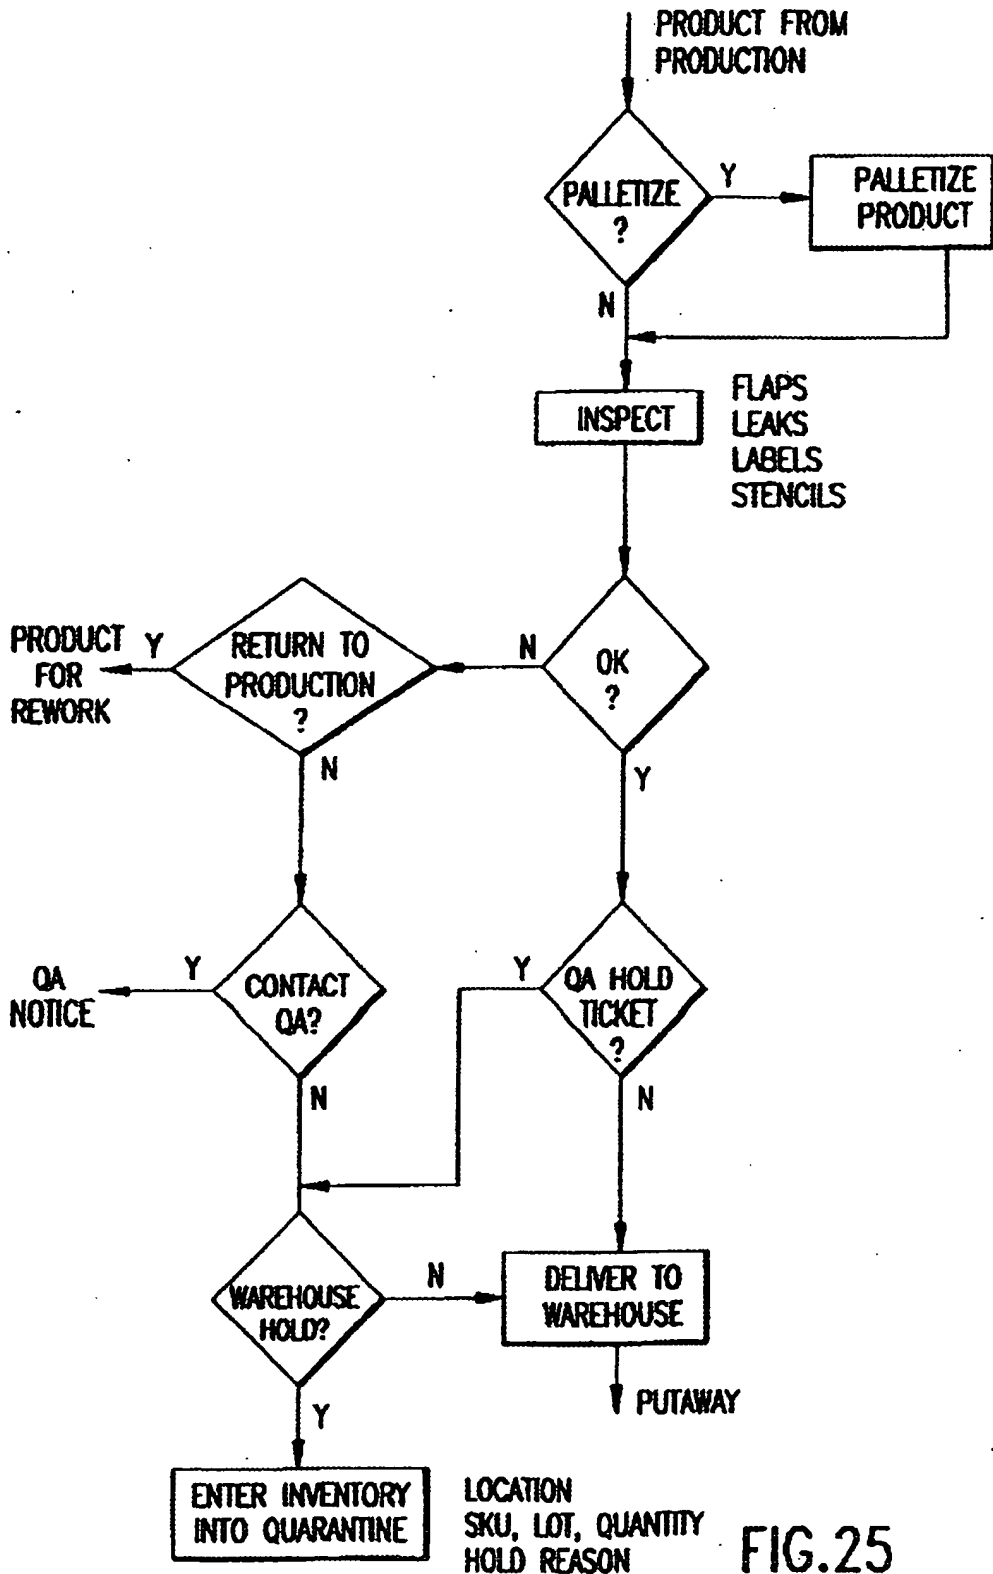 PRODUCT FROM
PRODUCTION
PALLETIZE
?
Y
PALLETIZE
PRODUCT
N
INSPECT
FLAPS
LEAKS
LABELS
STENCILS
PRODUCT
FOR
REWORK
Y
RETURN TO
PRODUCTION
?
N
OK
?
N
Y
QA
NOTICE
Y
CONTACT
QA?
N
Y
QA HOLD
TICKET
?
N
WAREHOUSE
HOLD?
N
DELIVER TO
WAREHOUSE
Y
PUTAWAY
ENTER INVENTORY
INTO QUARANTINE
LOCATION
SKU, LOT, QUANTITY
HOLD REASON
FIG.25